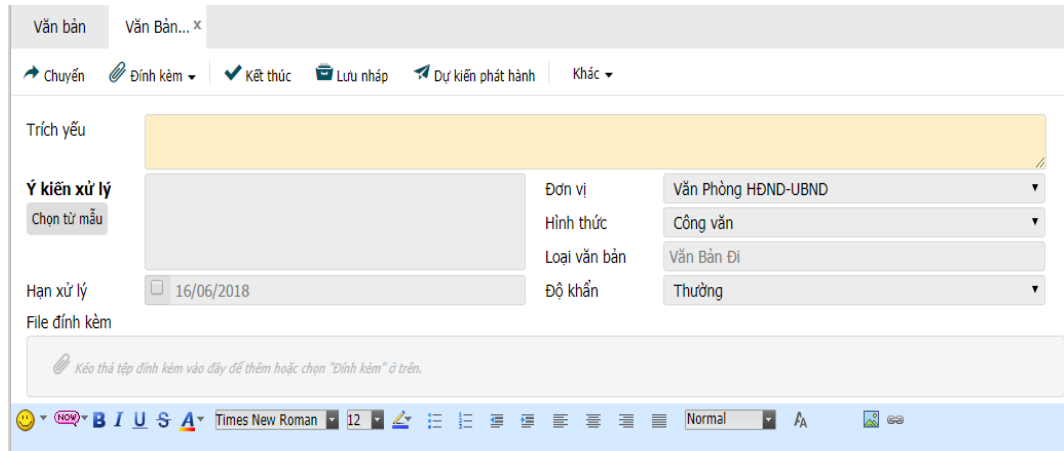 Văn bản Văn Bản... x
Chuyển Đính kèm Kết thúc Lưu nháp Dự kiến phát hành Khác
Trích yếu
Ý kiến xử lý Đơn vị Văn Phòng HĐND-UBND
Chọn từ mẫu Hình thức Công văn
Loại văn bản Văn Bản Đi
Hạn xử lý 16/06/2018 Độ khẩn Thường
File đính kèm
Kéo thả tệp đính kèm vào đây để thêm hoặc chọn "Đính kèm" ở trên.
NOW B I U S A Times New Roman 12 Normal AA